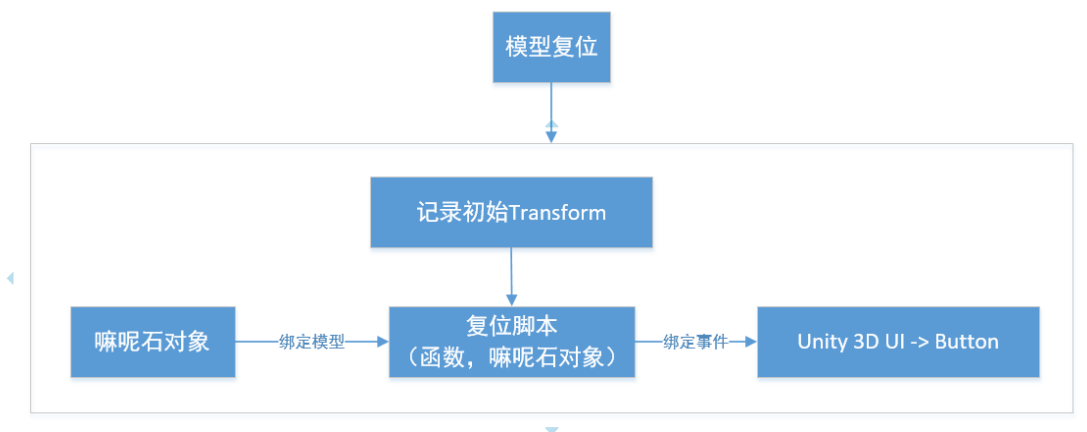 模型复位
记录初始Transform
嘛呢石对象
绑定模型
复位脚本
（函数，嘛呢石对象）
绑定事件
Unity 3D UI -> Button